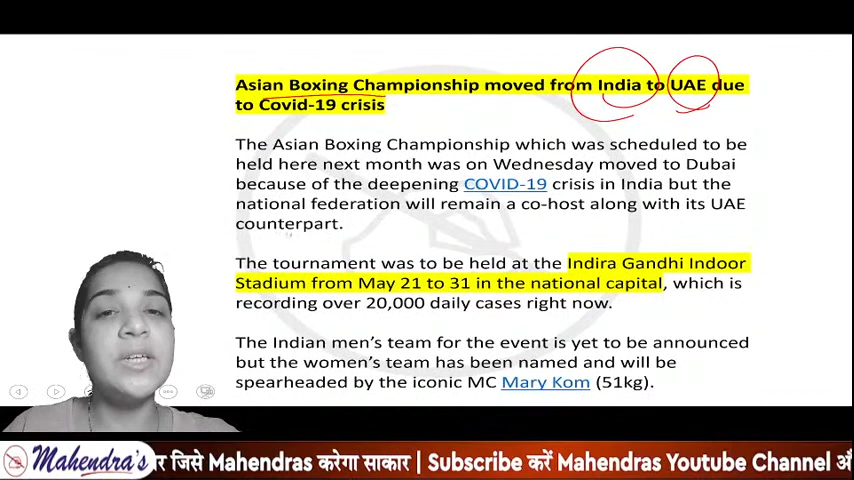 Asian Boxing Championship moved from India to UAE due
to Covid-19 crisis
The Asian Boxing Championship which was scheduled to be
held here next month was on Wednesday moved to Dubai
because of the deepening COVID-19 crisis in India but the
national federation will remain a co-host along with its UAE
counterpart.
The tournament was to be held at the Indira Gandhi Indoor
Stadium from May 21 to 31 in the national capital, which is
recording over 20,000 daily cases right now.
The Indian men's team for the event is yet to be announced
but the women's team has been named and will be
spearheaded by the iconic MC Mary Kom (51kg).
Mahendra's र जिसे Mahendras करेगा साकार | Subscribe करें Mahendras Youtube Channel औ